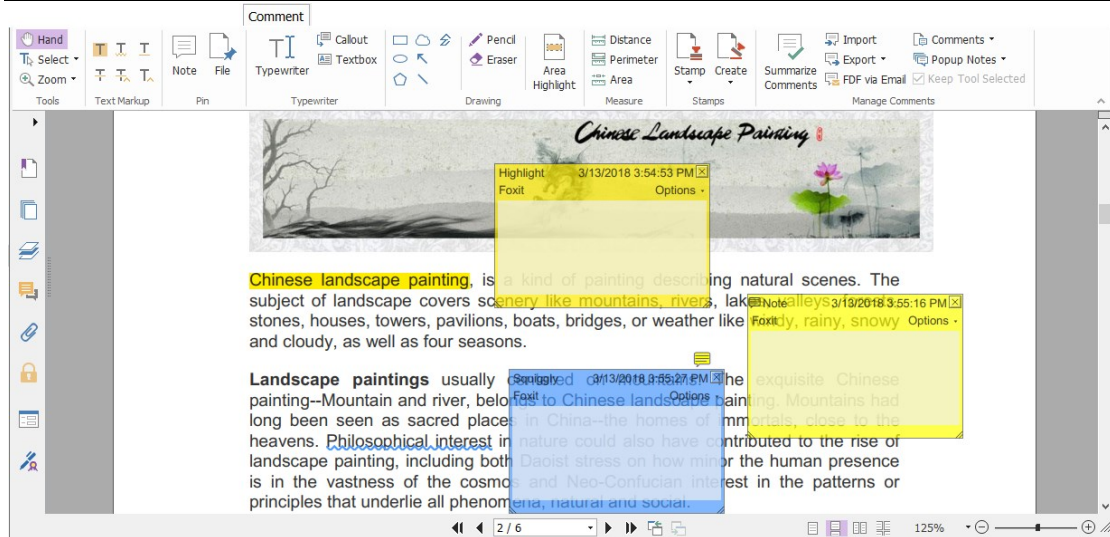 Comment
Hand
Select
Zoom
Tools
Text Markup
Note
File
Pin
Typewriter
Callout
Textbox
Typewriter
Pencil
Eraser
Area
Highlight
Drawing
Distance
Perimeter
Area
Measure
Stamp
Create
Stamps
Summarize
Comments
Import
Export
FDF via Email
Comments
Popup Notes
Keep Tool Selected
Manage Comments
Chinese Landscape Painting
Highlight 3/13/2018 3:54:53 PM
Foxit Options
Chinese landscape painting, is a kind of painting describing natural scenes. The
subject of landscape covers scenery like mountains, rivers, lakes, valleys,
Note 3/13/2018 3:55:16 PM
stones, houses, towers, pavilions, boats, bridges, or weather like windy, rainy, snowy
Foxit Options
and cloudy, as well as four seasons.
Squiggly 3/13/2018 3:55:27 PM
Foxit Options
Landscape paintings usually on mountains. The exquisite Chinese
painting--Mountain and river, belongs to Chinese landscape painting. Mountains had
long been seen as sacred places in China--the homes of immortals, close to the
heavens. Philosophical interest in nature could also have contributed to the rise of
landscape painting, including both Daoist stress on how minor the human presence
is in the vastness of the cosmos and Neo-Confucian interest in the patterns or
principles that underlie all phenomena, natural and social.
2 / 6
125%